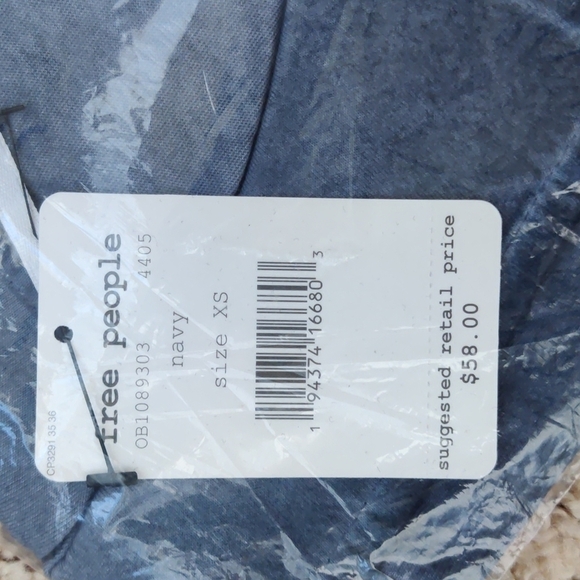 free people
OB1089303 4405
navy
size XS
1 94374 16680 3
suggested retail price
$58.00
CP3291 35 36